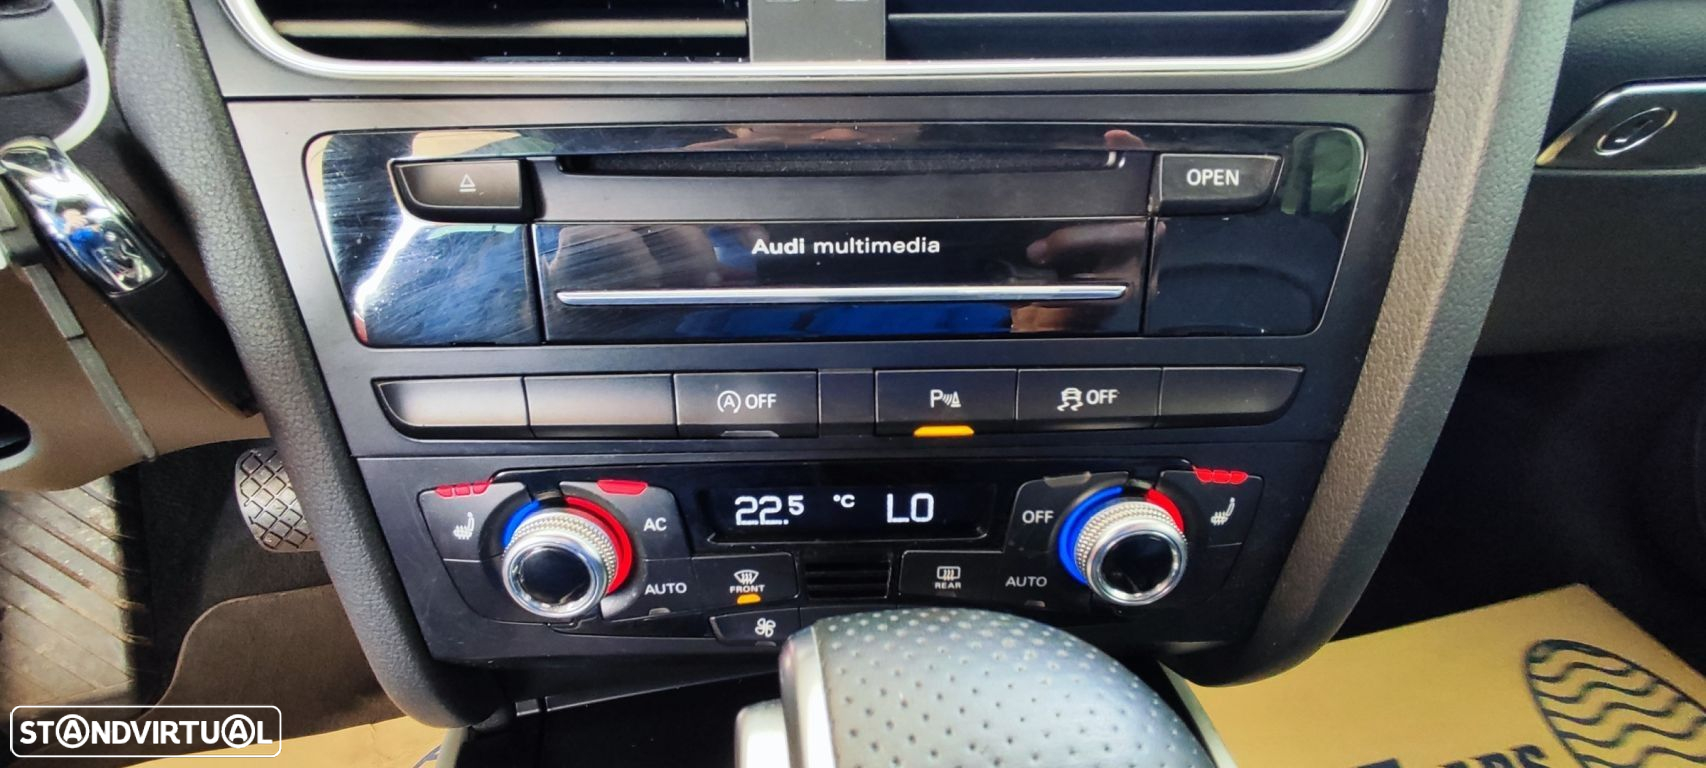 OPEN
Audi multimedia
A OFF
P
OFF
22.5 °C LO
AC
OFF
AUTO
FRONT
REAR
AUTO
STANDVIRTUAL